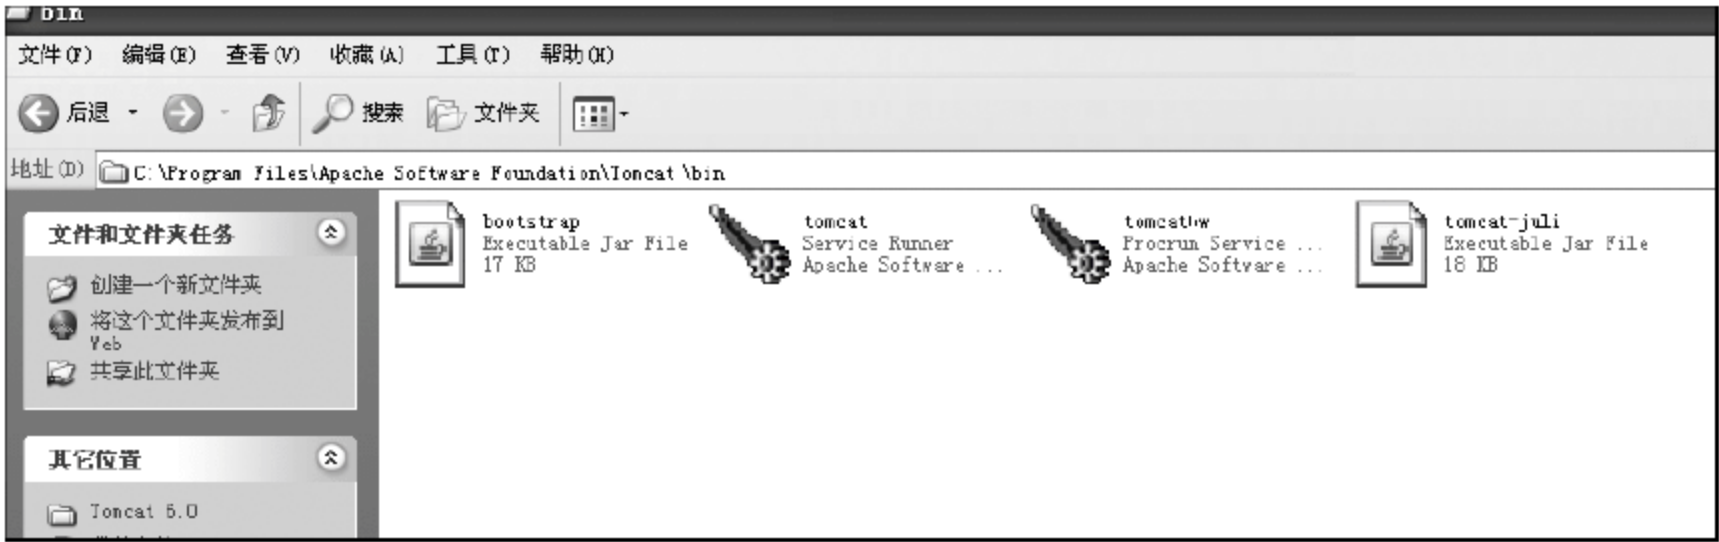 bin
文件(F) 编辑(E) 查看(V) 收藏(A) 工具(T) 帮助(H)
后退 搜索 文件夹
地址(D) C:\Program Files\Apache Software Foundation\Tomcat \bin
文件和文件夹任务
创建一个新文件夹
将这个文件夹发布到
Web
共享此文件夹
其它位置
Tomcat 6.0
bootstrap
Executable Jar File
17 KB
tomcat
Service Runner
Apache Software ...
Procrun Service ...
Apache Software ...
tomcat-juli
Executable Jar File
18 KB